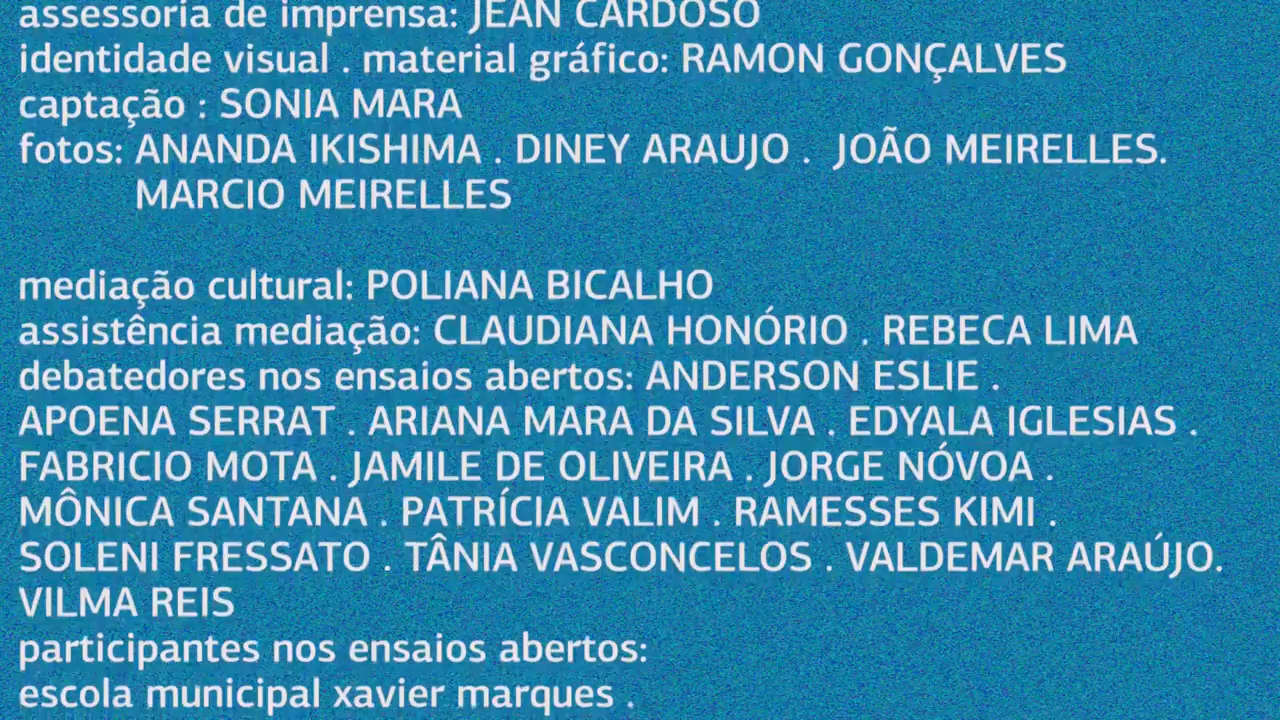 assessoria de imprensa: JEAN CARDOSO
identidade visual . material gráfico: RAMON GONÇALVES
captação : SONIA MARA
fotos: ANANDA IKISHIMA . DINEY ARAUJO .  JOÃO MEIRELLES.
MARCIO MEIRELLES
mediação cultural: POLIANA BICALHO
assistência mediação: CLAUDIANA HONÓRIO . REBECA LIMA
debatedores nos ensaios abertos: ANDERSON ESLIE .
APOENA SERRAT . ARIANA MARA DA SILVA . EDYALA IGLESIAS .
FABRICIO MOTA . JAMILE DE OLIVEIRA . JORGE NÓVOA .
MÔNICA SANTANA . PATRÍCIA VALIM . RAMESSES KIMI .
SOLENI FRESSATO . TÂNIA VASCONCELOS . VALDEMAR ARAÚJO.
VILMA REIS
participantes nos ensaios abertos:
escola municipal xavier marques .